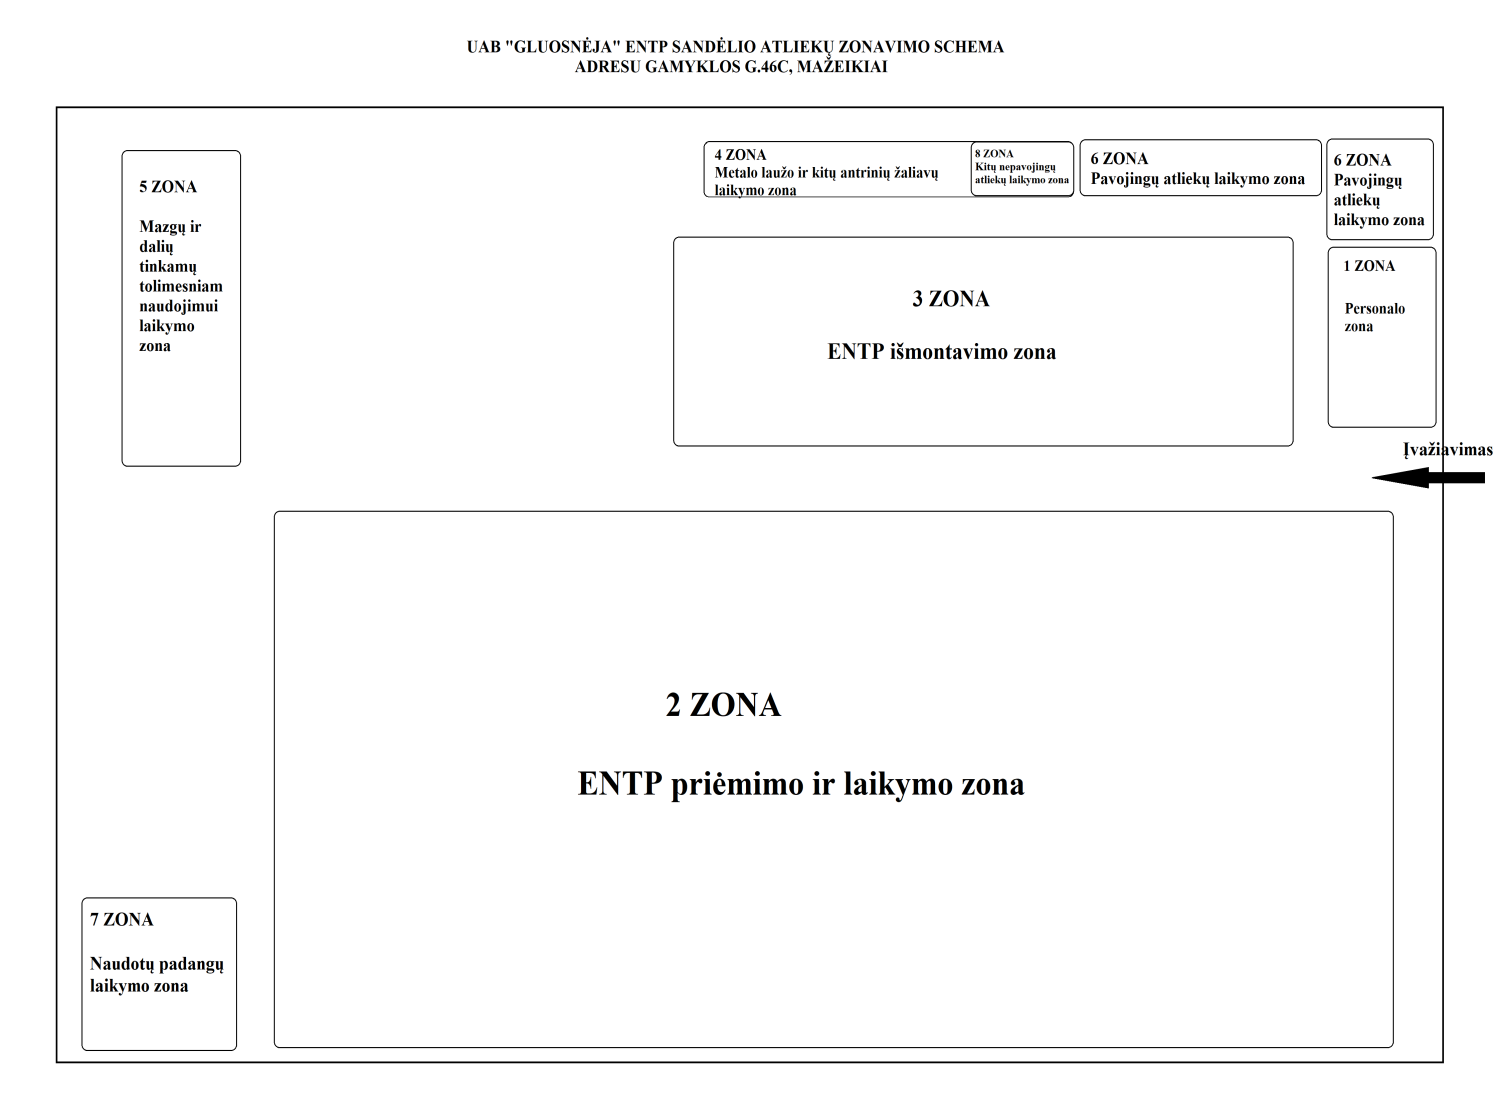 UAB "GLUOSNĖJA" ENTP SANDĖLIO ATLIEKŲ ZONAVIMO SCHEMA
ADRESU GAMYKLOS G.46C, MAŽEIKIAI
5 ZONA
Mazgų ir
dalių
tinkamų
tolimesniam
naudojimui
laikymo
zona
4 ZONA
Metalo laužo ir kitų antrinių žaliavų
laikymo zona
8 ZONA
Kitų nepavojingų
atliekų laikymo zona
6 ZONA
Pavojingų atliekų laikymo zona
6 ZONA
Pavojingų
atliekų
laikymo zona
1 ZONA
Personalo
zona
3 ZONA
ENTP išmontavimo zona
Įvažiavimas
2 ZONA
ENTP priėmimo ir laikymo zona
7 ZONA
Naudotų padangų
laikymo zona